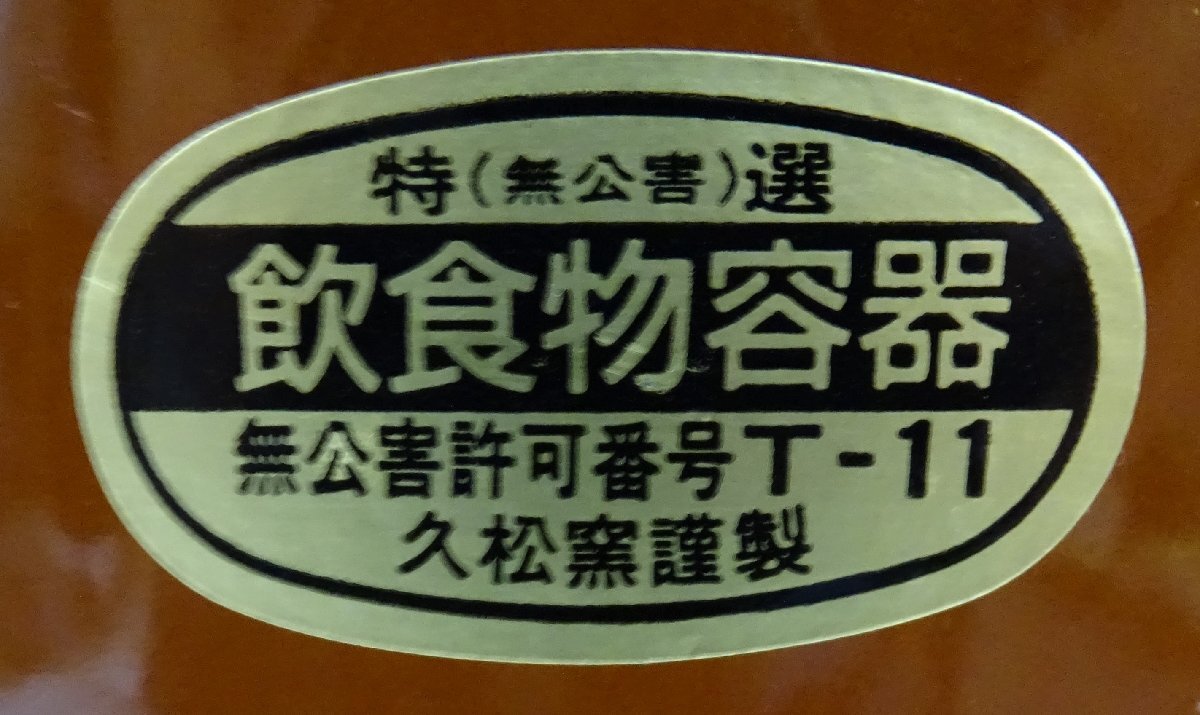 特(無公害)選
飲食物容器
無公害許可番号T-11
久松窯謹製